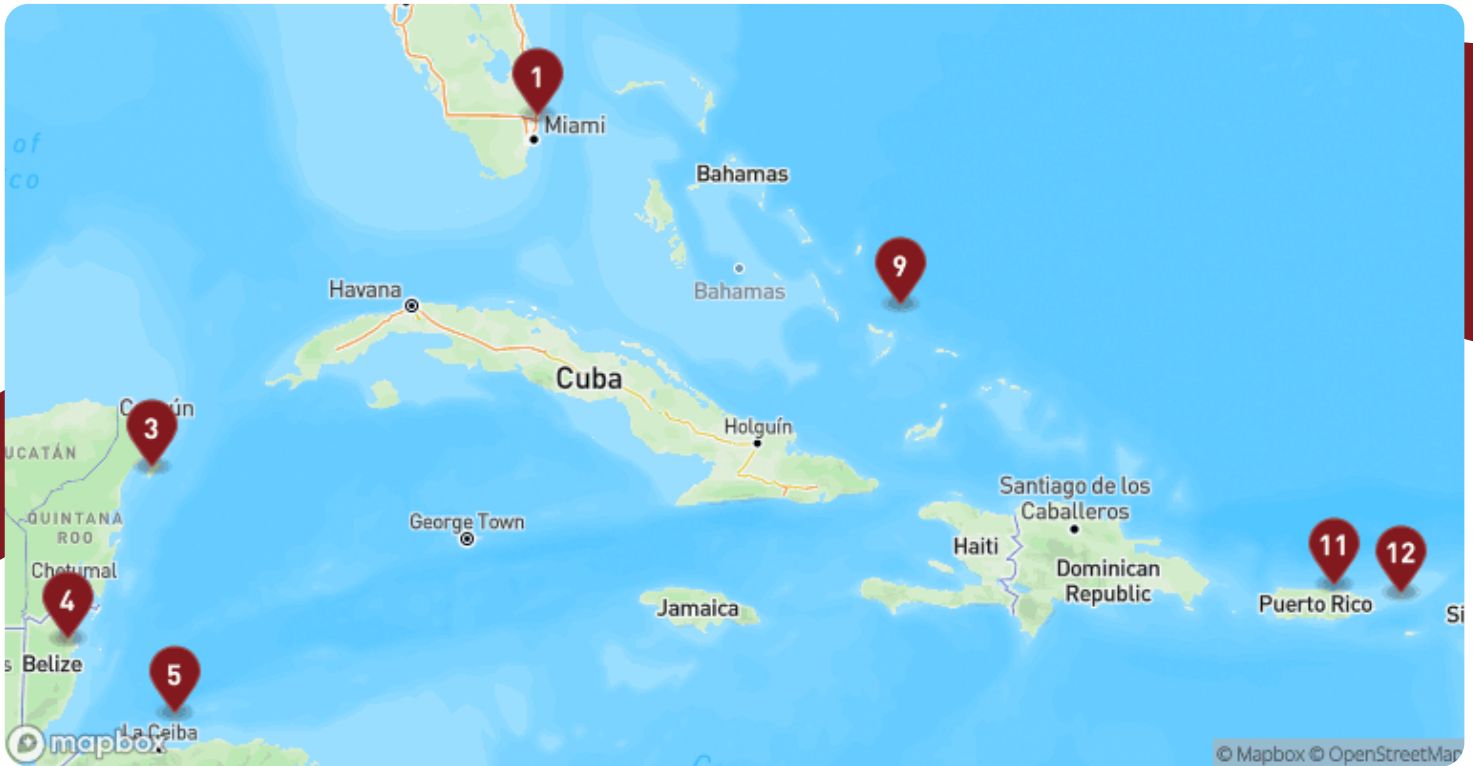 of
co
1
Miami
Bahamas
9
Havana
Bahamas
Cuba
3
UCATÁN
Holguín
QUINTANA
ROO
George Town
Santiago de los
Caballeros
Haiti
11
12
Chetumal
Dominican
Republic
4
Jamaica
Puerto Rico
Si
s Belize
5
La Ceiba
mapbox
© Mapbox © OpenStreetMap